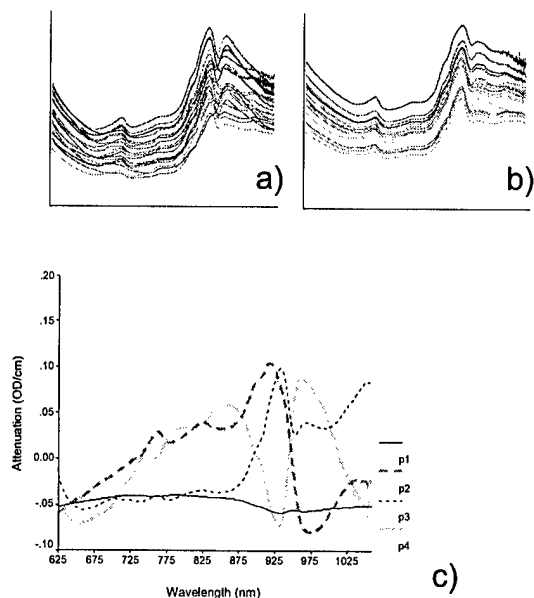 a)
b)
.20
.15
.10
.05
0.00
-.05
-.10
Attenuation (OD/cm)
625 675 725 775 825 875 925 975 1025
Wavelength (nm)
p1
p2
p3
p4
c)